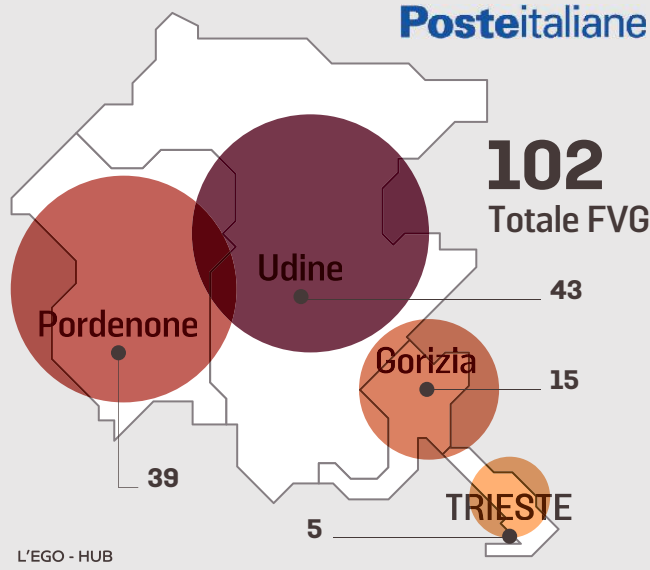 Posteitaliane
102
Totale FVG
Udine
43
Pordenone
Gorizia
15
39
TRIESTE
5
L'EGO - HUB